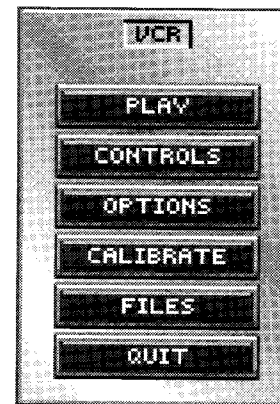 VCR
PLAY
CONTROLS
OPTIONS
CALIBRATE
FILES
QUIT